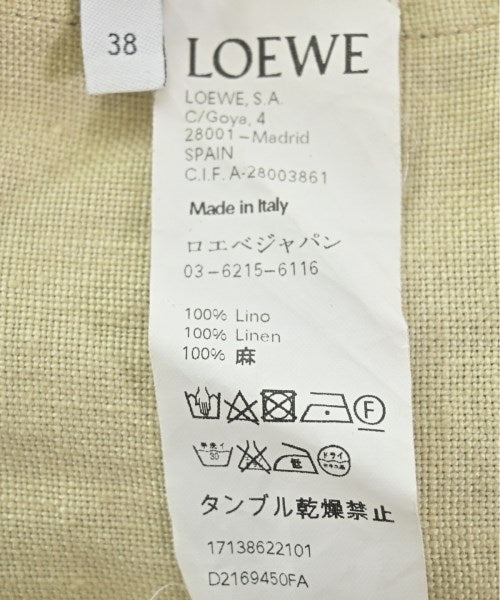 38
LOEWE
LOEWE, S.A.
C/Goya, 4
28001-Madrid
SPAIN
C.I.F. A-28003861
Made in Italy
ロエベジャパン
03-6215-6116
100% Lino
100% Linen
100% 麻
F
手洗イ
30
低
ドライ
タンブル乾燥禁止
17138622101
D2169450FA